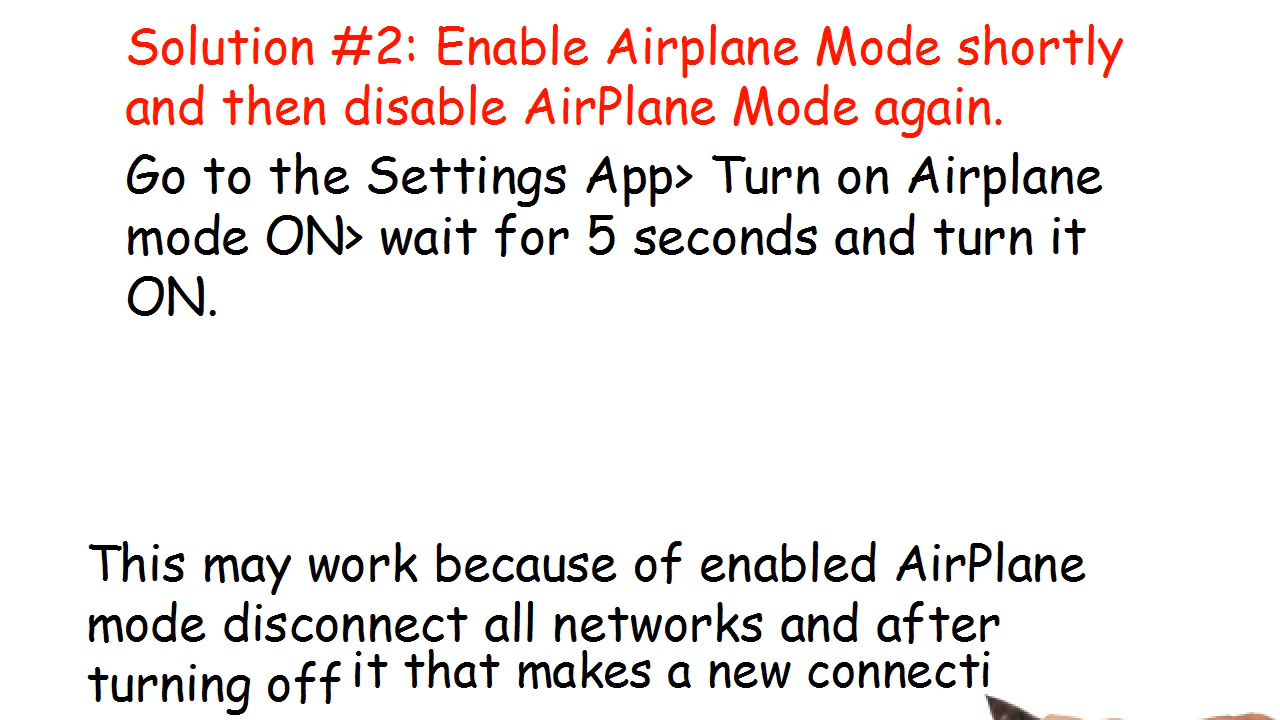 Solution #2: Enable Airplane Mode shortly
and then disable AirPlane Mode again.
Go to the Settings App> Turn on Airplane
mode ON> wait for 5 seconds and turn it
ON.
This may work because of enabled AirPlane
mode disconnect all networks and after
turning off it that makes a new connecti